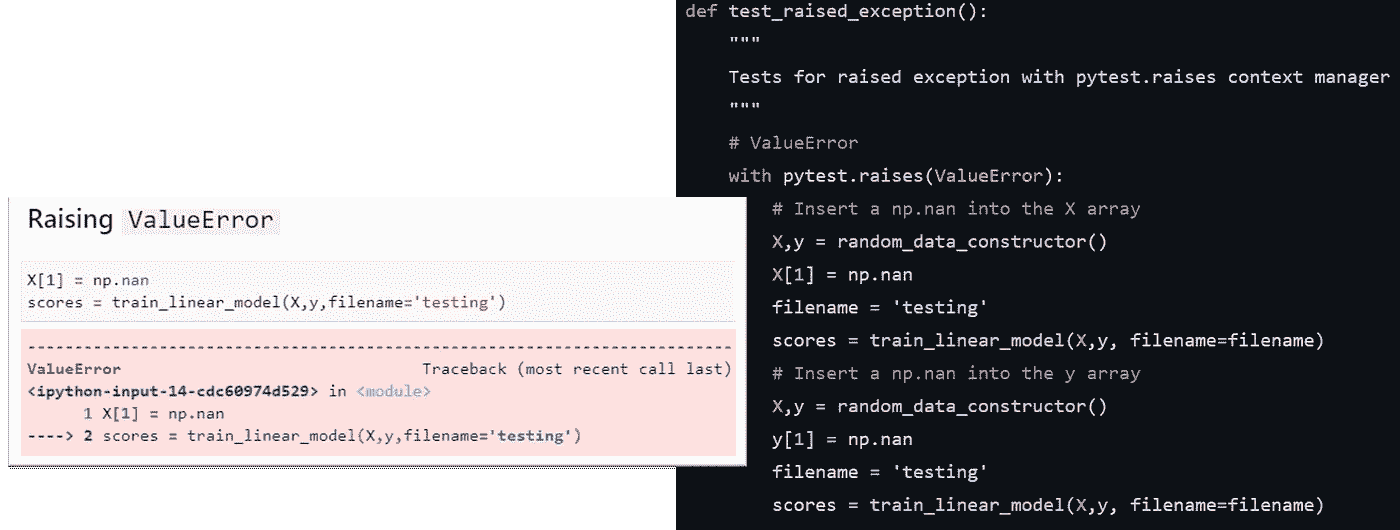 Raising ValueError
X[1] = np.nan
scores = train_linear_model(X,y,filename='testing')
---------------------------------------------------------------------------
ValueError                                Traceback (most recent call last)
<ipython-input-14-cdc60974d529> in <module>
      1 X[1] = np.nan
----> 2 scores = train_linear_model(X,y,filename='testing')
def test_raised_exception():
    """
    Tests for raised exception with pytest.raises context manager
    """
    # ValueError
    with pytest.raises(ValueError):
        # Insert a np.nan into the X array
        X,y = random_data_constructor()
        X[1] = np.nan
        filename = 'testing'
        scores = train_linear_model(X,y, filename=filename)
        # Insert a np.nan into the y array
        X,y = random_data_constructor()
        y[1] = np.nan
        filename = 'testing'
        scores = train_linear_model(X,y, filename=filename)